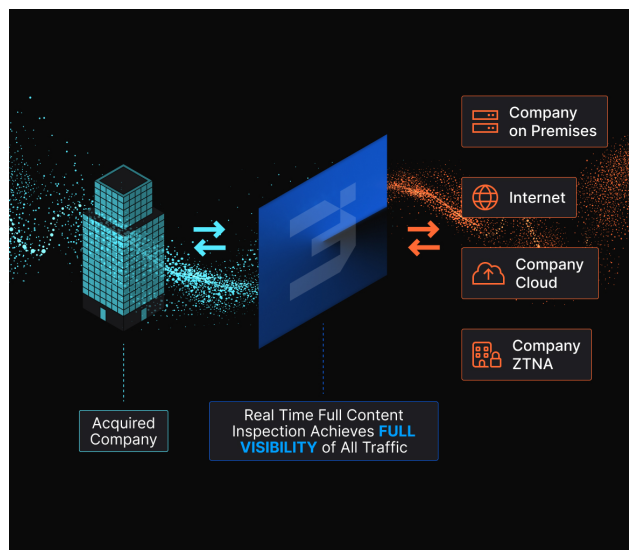 Company
on Premises
Internet
Company
Cloud
Company
ZTNA
Acquired
Company
Real Time Full Content
Inspection Achieves FULL
VISIBILITY of All Traffic